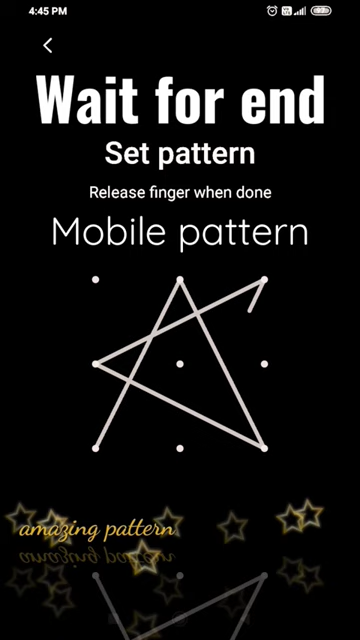 4:45 PM
Wait for end
Set pattern
Release finger when done
Mobile pattern
amazing pattern